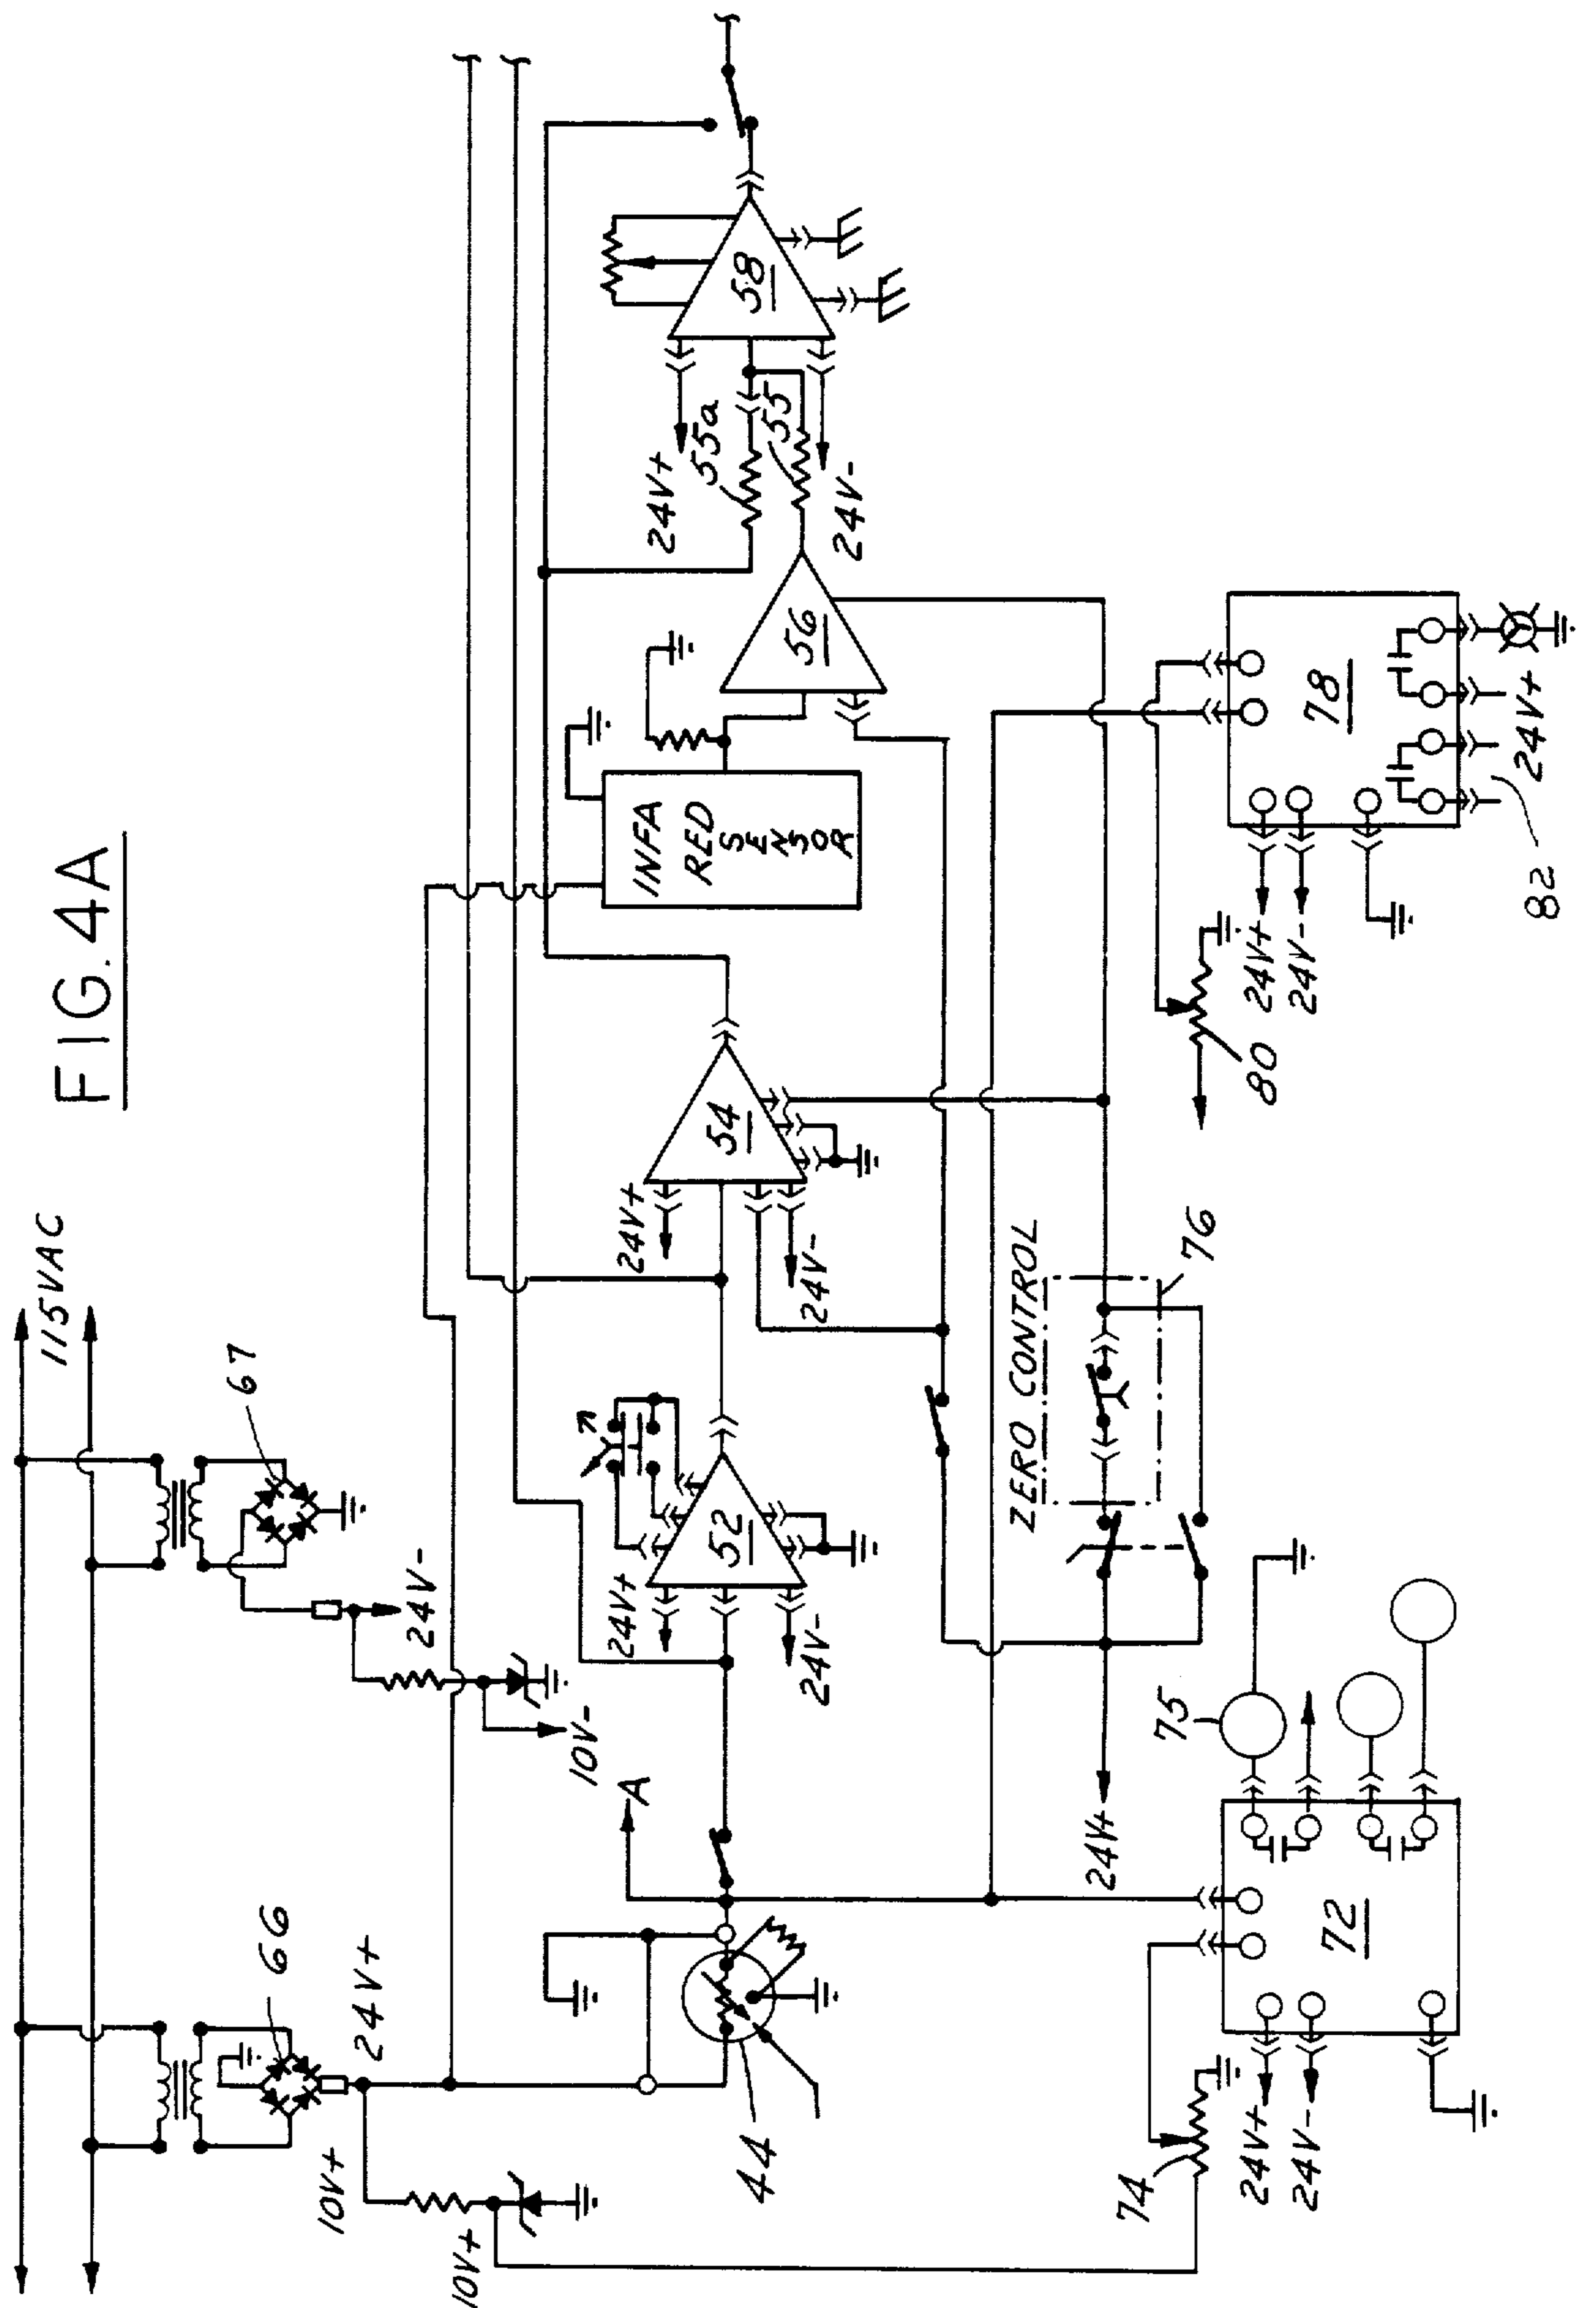 FIG. 4A
115VAC
66
67
24V+
10V+
10V+
24V-
10V-
A
44
24V+
52
24V-
24V+
54
24V-
INFA
RED
SENSOR
56
24V+
55a
55
24V-
58
ZERO CONTROL
76
24V+
75
74
24V+
24V-
72
80
24V+
24V-
78
24V+
82